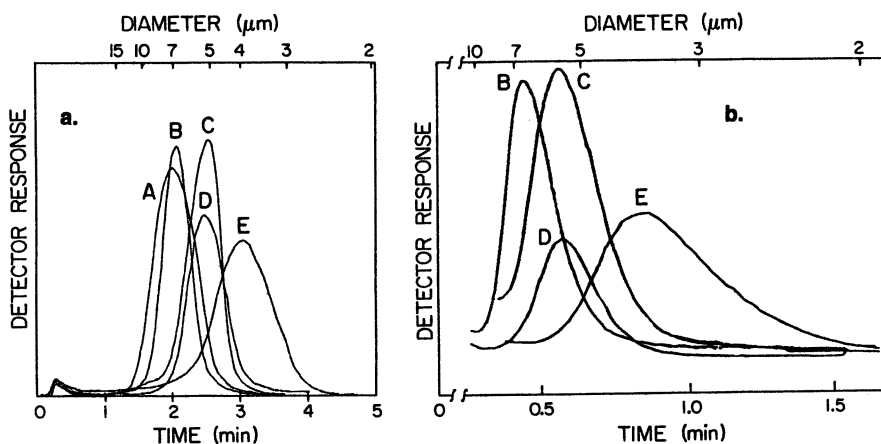 DIAMETER (μm)
15 10 7 5 4 3 2
a.
A
B
C
D
E
DETECTOR RESPONSE
0 1 2 3 4 5
TIME (min)
DIAMETER (μm)
10 7 5 3 2
b.
B
C
D
E
DETECTOR RESPONSE
0 0.5 1.0 1.5
TIME (min)